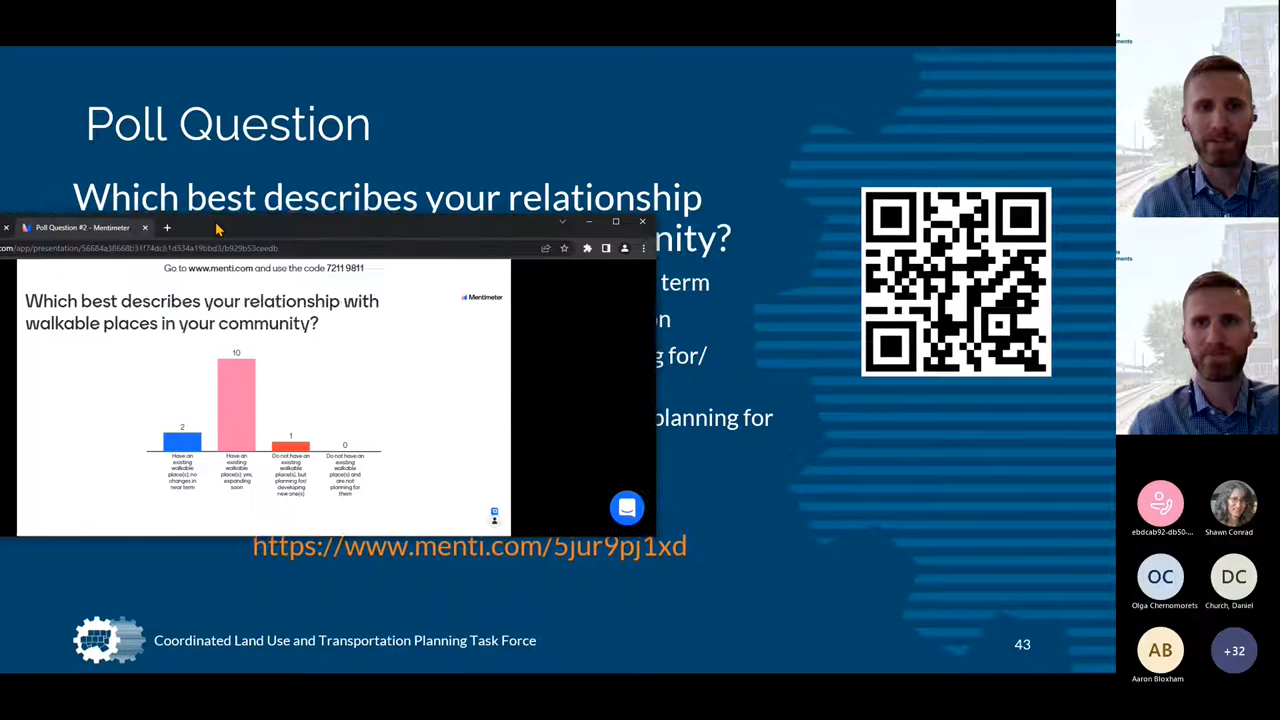 Poll Question
Which best describes your relationship
nity?
term
on
g for/
planning for
https://www.menti.com/5jur9pj1xd
Poll Question #2 - Mentimeter
Go to www.menti.com and use the code 7211 9811
Which best describes your relationship with
walkable places in your community?
Mentimeter
2
10
1
0
Have an
existing
walkable
place(s), no
changes in
near term
Have an
existing
walkable
place(s), yes,
expanding
soon
Do not have an
existing
walkable
place(s), but
planning for/
developing
new one(s)
Do not have an
existing
walkable
place(s) and
are not
planning for
them
Coordinated Land Use and Transportation Planning Task Force
43
ements
ements
ebdcab92-db50-...
Shawn Conrad
OC
Olga Chernomorets
DC
Church, Daniel
AB
Aaron Bloxham
+32